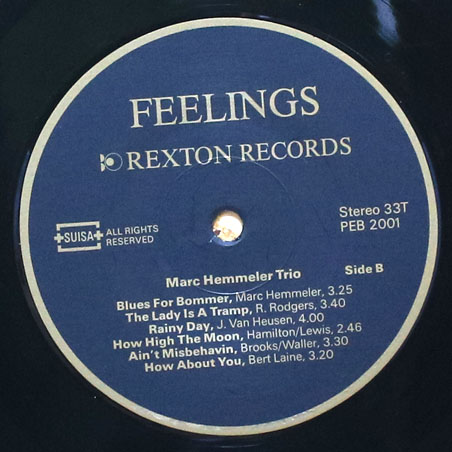 FEELINGS
REXTON RECORDS
Stereo 33T
PEB 2001
+SUISA+
ALL RIGHTS
RESERVED
Marc Hemmeler Trio
Side B
Blues For Bommer, Marc Hemmeler, 3.25
The Lady Is A Tramp, R. Rodgers, 3.40
Rainy Day, J. Van Heusen, 4.00
How High The Moon, Hamilton/Lewis, 2.46
Ain't Misbehavin, Brooks/Waller, 3.30
How About You, Bert Laine, 3.20